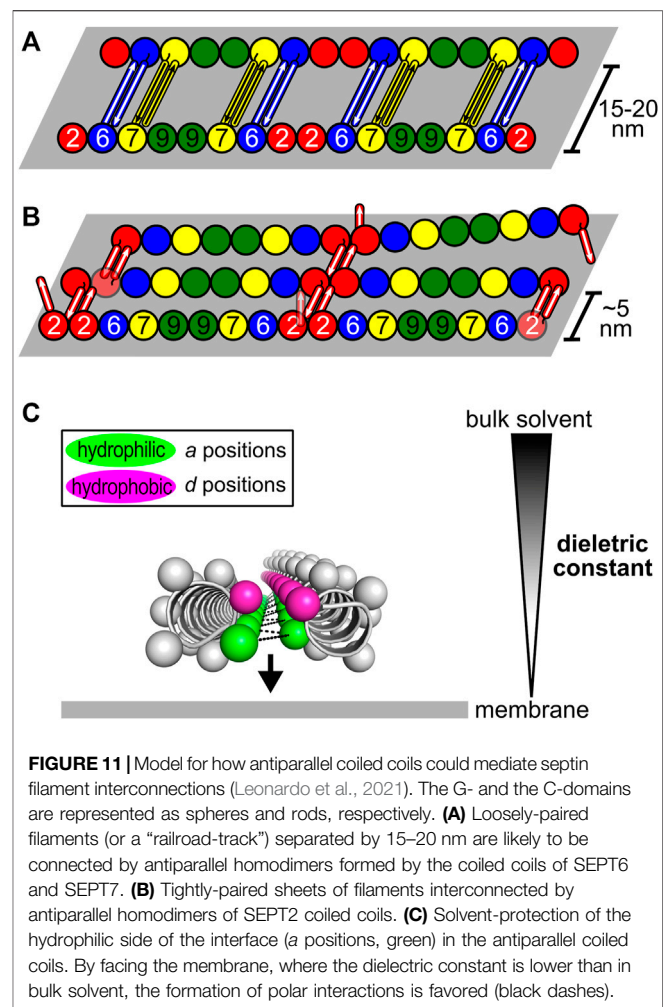 A
2 6 7 9 9 7 6 2 2 6 7 9 9 7 6 2
15-20
nm
B
2 2 6 7 9 9 7 6 2 2 6 7 9 9 7 6 2
~5
nm
C
hydrophilic a positions
hydrophobic d positions
bulk solvent
dieletric
constant
membrane
FIGURE 11 | Model for how antiparallel coiled coils could mediate septin
filament interconnections (Leonardo et al., 2021). The G- and the C-domains
are represented as spheres and rods, respectively. (A) Loosely-paired
filaments (or a “railroad-track”) separated by 15–20 nm are likely to be
connected by antiparallel homodimers formed by the coiled coils of SEPT6
and SEPT7. (B) Tightly-paired sheets of filaments interconnected by
antiparallel homodimers of SEPT2 coiled coils. (C) Solvent-protection of the
hydrophilic side of the interface (a positions, green) in the antiparallel coiled
coils. By facing the membrane, where the dielectric constant is lower than in
bulk solvent, the formation of polar interactions is favored (black dashes).